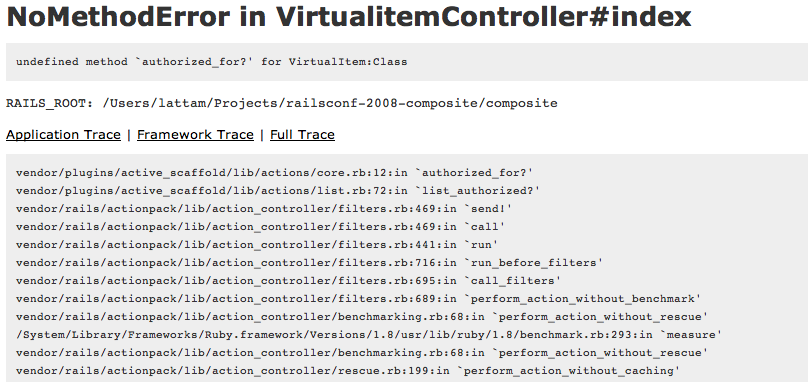 NoMethodError in VirtualitemController#index
undefined method `authorized_for?' for VirtualItem:Class
RAILS_ROOT: /Users/lattam/Projects/railsconf-2008-composite/composite
Application Trace | Framework Trace | Full Trace
vendor/plugins/active_scaffold/lib/actions/core.rb:12:in `authorized_for?'
vendor/plugins/active_scaffold/lib/actions/list.rb:72:in `list_authorized?'
vendor/rails/actionpack/lib/action_controller/filters.rb:469:in `send!'
vendor/rails/actionpack/lib/action_controller/filters.rb:469:in `call'
vendor/rails/actionpack/lib/action_controller/filters.rb:441:in `run'
vendor/rails/actionpack/lib/action_controller/filters.rb:716:in `run_before_filters'
vendor/rails/actionpack/lib/action_controller/filters.rb:695:in `call_filters'
vendor/rails/actionpack/lib/action_controller/filters.rb:689:in `perform_action_without_benchmark'
vendor/rails/actionpack/lib/action_controller/benchmarking.rb:68:in `perform_action_without_rescue'
/System/Library/Frameworks/Ruby.framework/Versions/1.8/usr/lib/ruby/1.8/benchmark.rb:293:in `measure'
vendor/rails/actionpack/lib/action_controller/benchmarking.rb:68:in `perform_action_without_rescue'
vendor/rails/actionpack/lib/action_controller/rescue.rb:199:in `perform_action_without_caching'